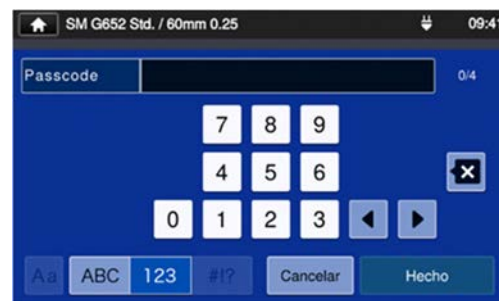 SM G652 Std. / 60mm 0.25 09:41
Passcode 0/4
7 8 9
4 5 6
0 1 2 3
Aa ABC 123 #!? Cancelar Hecho